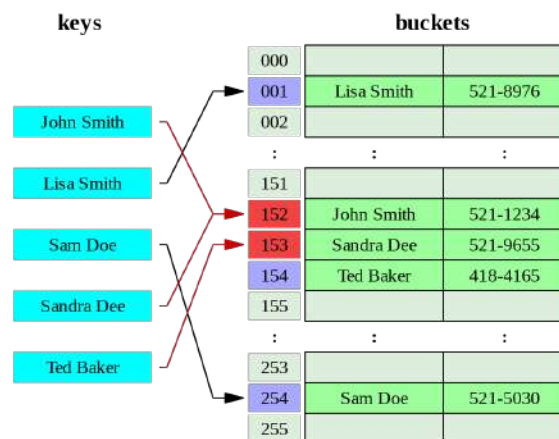 keys
buckets
000
001 Lisa Smith 521-8976
002
: : :
151
152 John Smith 521-1234
153 Sandra Dee 521-9655
154 Ted Baker 418-4165
155
: : :
253
254 Sam Doe 521-5030
255
John Smith
Lisa Smith
Sam Doe
Sandra Dee
Ted Baker